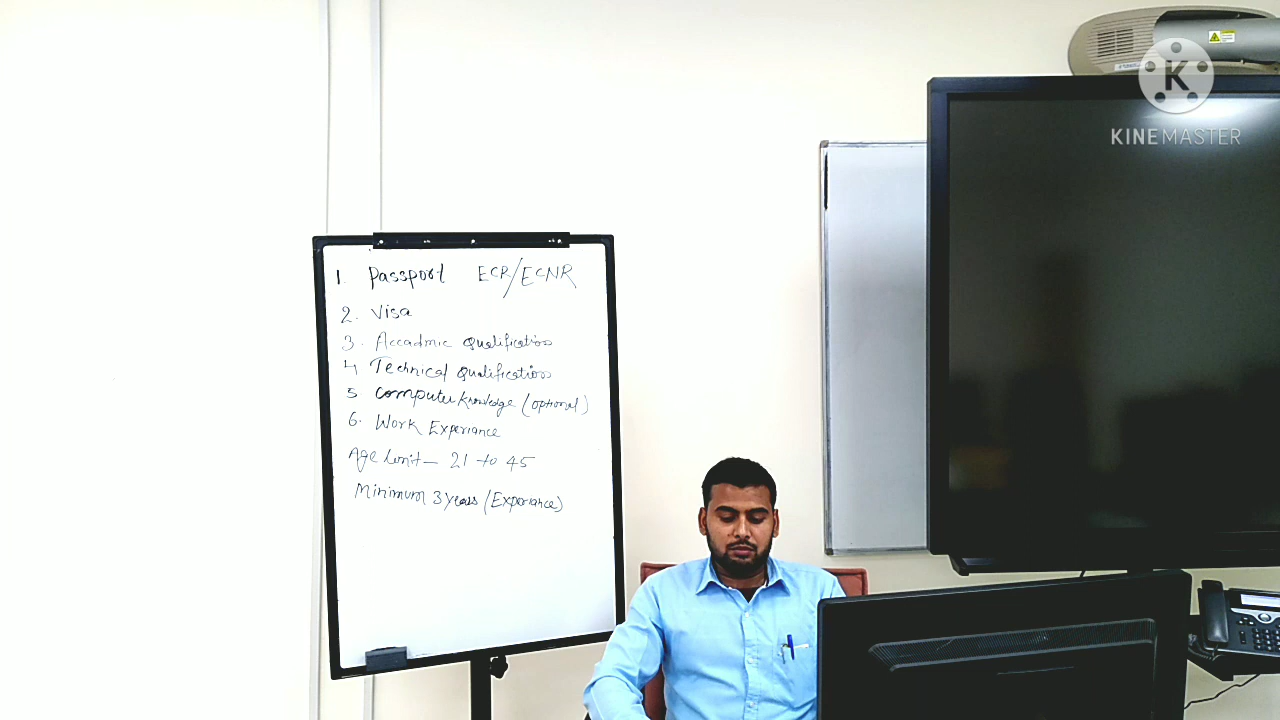 1. Passport ECR/ECNR
2. Visa
3. Accadmic Qualification
4 Technical Qualification
5 Computer Knowledge (optional)
6. Work Experiance
Age limit - 21 to 45
Minimum 3 years (Experiance)
K
KINEMASTER